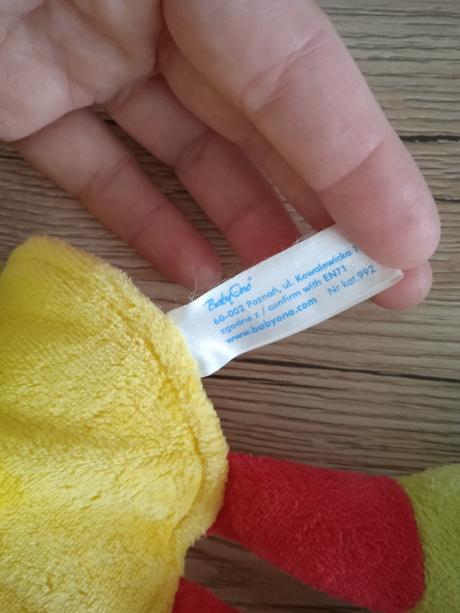 BabyOno®
60-002 Poznań, ul. Kowalewicka
zgodne z / confirm with EN71
www.babyono.com Nr kat.992